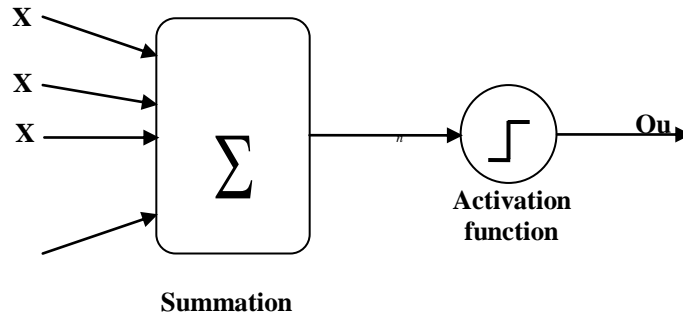 X
X
X
∑
n
Ou
Activation
function
Summation